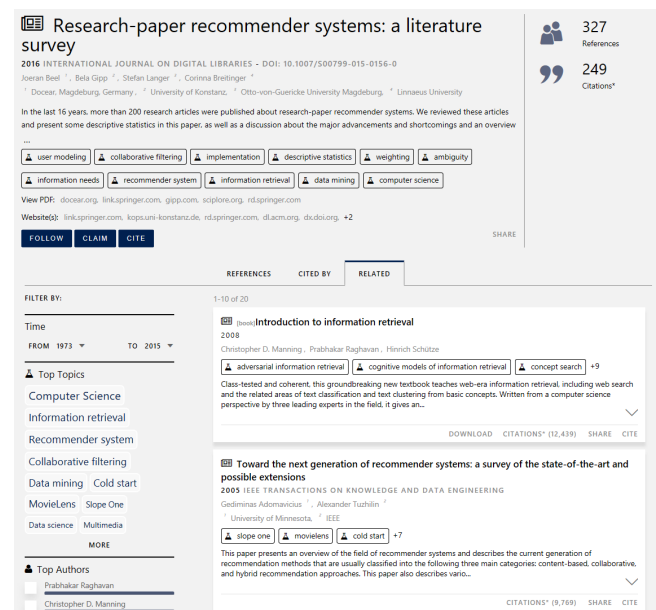 Research-paper recommender systems: a literature survey
2016 INTERNATIONAL JOURNAL ON DIGITAL LIBRARIES - DOI: 10.1007/S00799-015-0156-0
Joeran Beel , Bela Gipp , Stefan Langer , Corinna Breitinger
Docear, Magdeburg, Germany , University of Konstanz, Otto-von-Guericke University Magdeburg, Linnaeus University
In the last 16 years, more than 200 research articles were published about research-paper recommender systems. We reviewed these articles
and present some descriptive statistics in this paper, as well as a discussion about the major advancements and shortcomings and an overview
...
user modeling collaborative filtering implementation descriptive statistics weighting ambiguity
information needs recommender system information retrieval data mining computer science
View PDF: docear.org, link.springer.com, gipp.com, sciplore.org, rd.springer.com
Website(s): link.springer.com, kops.uni-konstanz.de, rd.springer.com, dl.acm.org, dx.doi.org, +2
FOLLOW CLAIM CITE
SHARE
327
References
249
Citations*
REFERENCES CITED BY RELATED
FILTER BY:
Time
FROM 1973 TO 2015
Top Topics
Computer Science
Information retrieval
Recommender system
Collaborative filtering
Data mining Cold start
MovieLens Slope One
Data science Multimedia
MORE
Top Authors
Prabhakar Raghavan
Christopher D. Manning
1-10 of 20
[book]Introduction to information retrieval
2008
Christopher D. Manning , Prabhakar Raghavan , Hinrich Schütze
adversarial information retrieval cognitive models of information retrieval concept search +9
Class-tested and coherent, this groundbreaking new textbook teaches web-era information retrieval, including web search
and the related areas of text classification and text clustering from basic concepts. Written from a computer science
perspective by three leading experts in the field, it gives an...
DOWNLOAD CITATIONS* (12,439) SHARE CITE
Toward the next generation of recommender systems: a survey of the state-of-the-art and
possible extensions
2005 IEEE TRANSACTIONS ON KNOWLEDGE AND DATA ENGINEERING
Gediminas Adomavicius , Alexander Tuzhilin
University of Minnesota, IEEE
slope one movielens cold start +7
This paper presents an overview of the field of recommender systems and describes the current generation of
recommendation methods that are usually classified into the following three main categories: content-based, collaborative,
and hybrid recommendation approaches. This paper also describes vario...
CITATIONS* (9,769) SHARE CITE